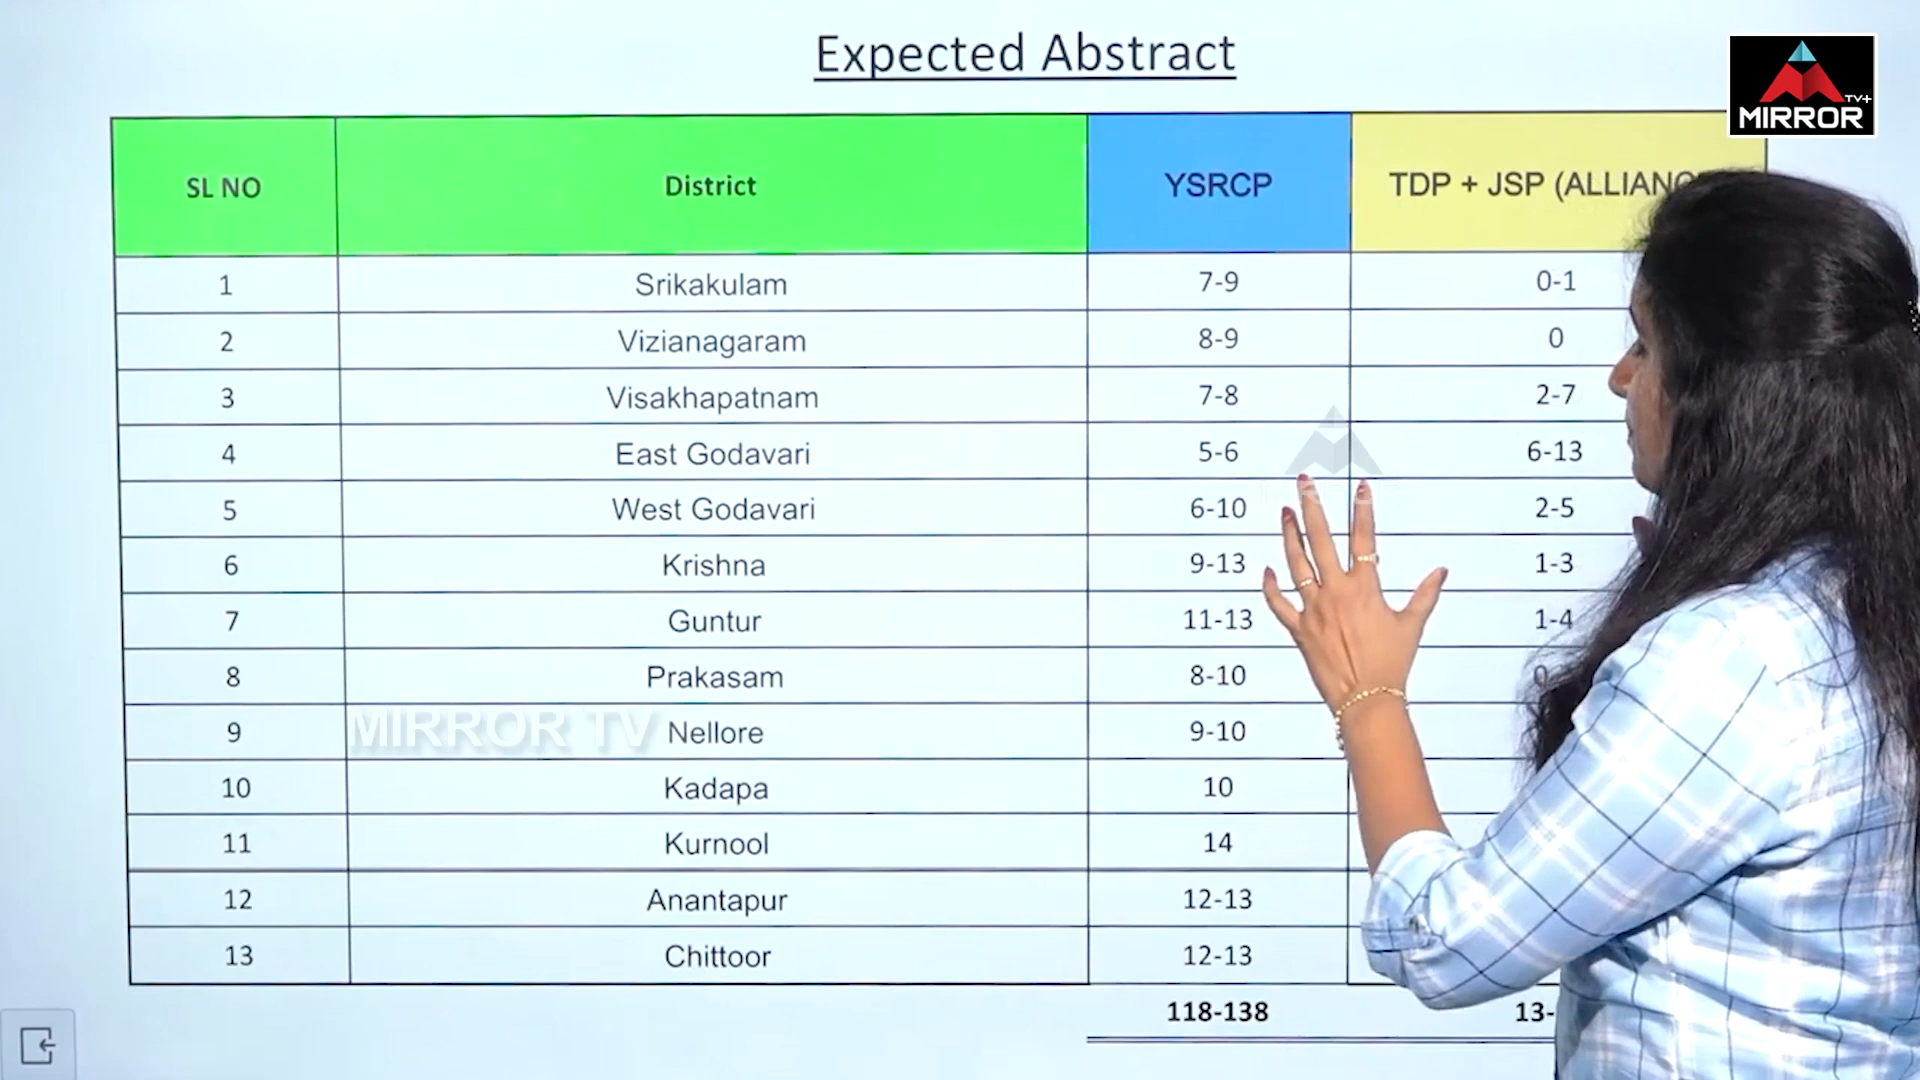 Expected Abstract
TV+
MIRROR
SL NO District YSRCP TDP + JSP
1 Srikakulam 7-9 0-1
2 Vizianagaram 8-9 0
3 Visakhapatnam 7-8 2-7
4 East Godavari 5-6 6-13
5 West Godavari 6-10 2-5
6 Krishna 9-13 1-3
7 Guntur 11-13 1-4
8 Prakasam 8-10
9 Nellore 9-10
10 Kadapa 10
11 Kurnool 14
12 Anantapur 12-13
13 Chittoor 12-13
118-138 13-
MIRROR TV